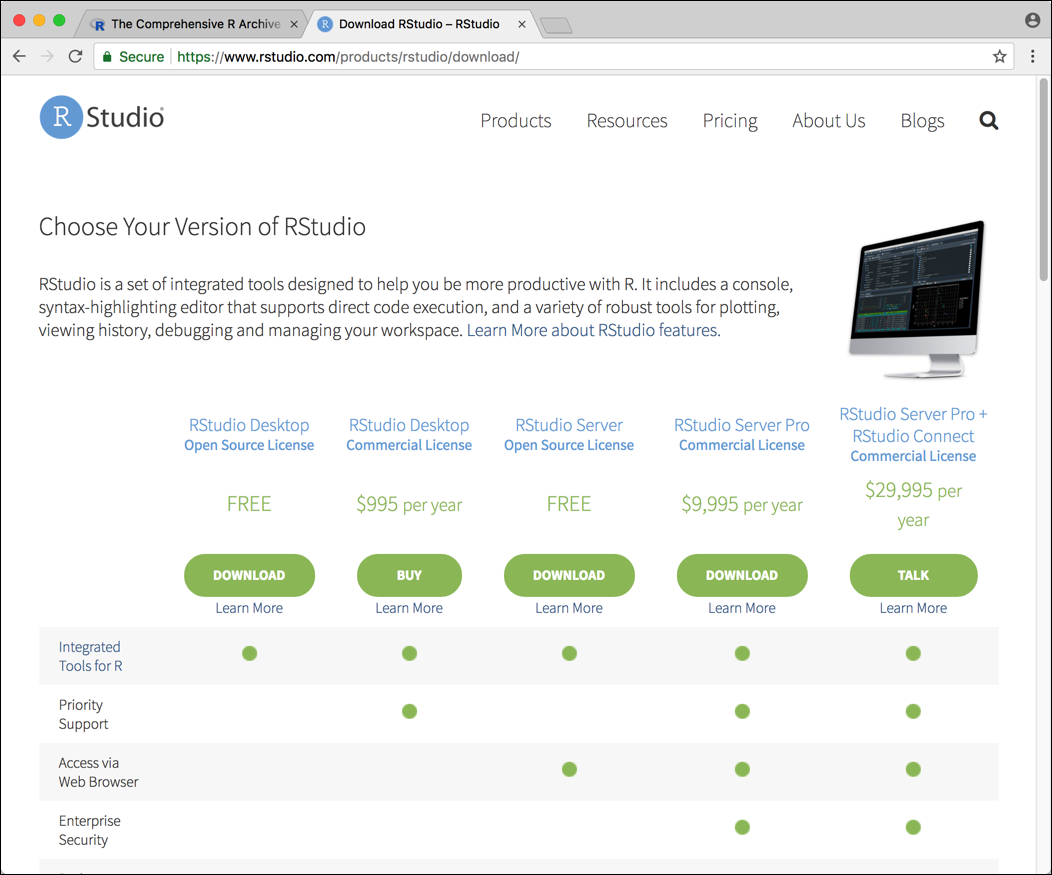 The Comprehensive R Archive
Download RStudio – RStudio
Secure
https://www.rstudio.com/products/rstudio/download/
R Studio
Products
Resources
Pricing
About Us
Blogs
Choose Your Version of RStudio
RStudio is a set of integrated tools designed to help you be more productive with R. It includes a console,
syntax-highlighting editor that supports direct code execution, and a variety of robust tools for plotting,
viewing history, debugging and managing your workspace. Learn More about RStudio features.
RStudio Desktop
Open Source License
FREE
DOWNLOAD
Learn More
RStudio Desktop
Commercial License
$995 per year
BUY
Learn More
RStudio Server
Open Source License
FREE
DOWNLOAD
Learn More
RStudio Server Pro
Commercial License
$9,995 per year
DOWNLOAD
Learn More
RStudio Server Pro +
RStudio Connect
Commercial License
$29,995 per
year
TALK
Learn More
Integrated
Tools for R
Priority
Support
Access via
Web Browser
Enterprise
Security